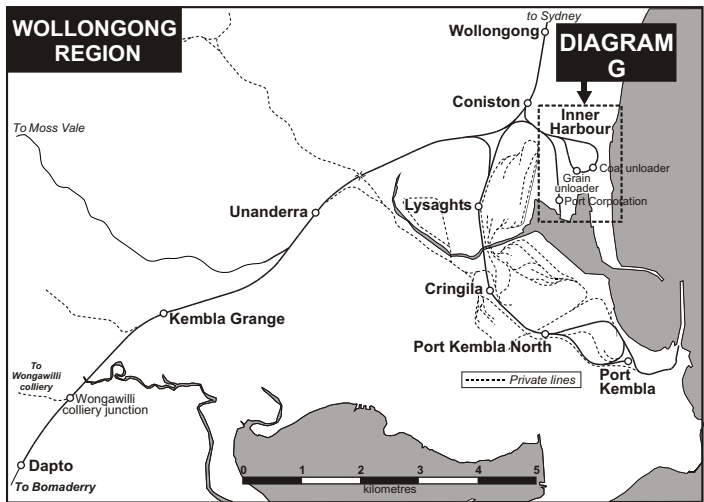 WOLLONGONG
REGION
to Sydney
Wollongong
DIAGRAM
G
Coniston
Inner
Harbour
To Moss Vale
Coal unloader
Grain
unloader
Port Corporation
Lysaghts
Unanderra
Cringila
Kembla Grange
Port Kembla North
To
Wongawilli
colliery
Private lines
Port
Kembla
Wongawilli
colliery junction
Dapto
0 1 2 3 4 5
kilometres
To Bomaderry